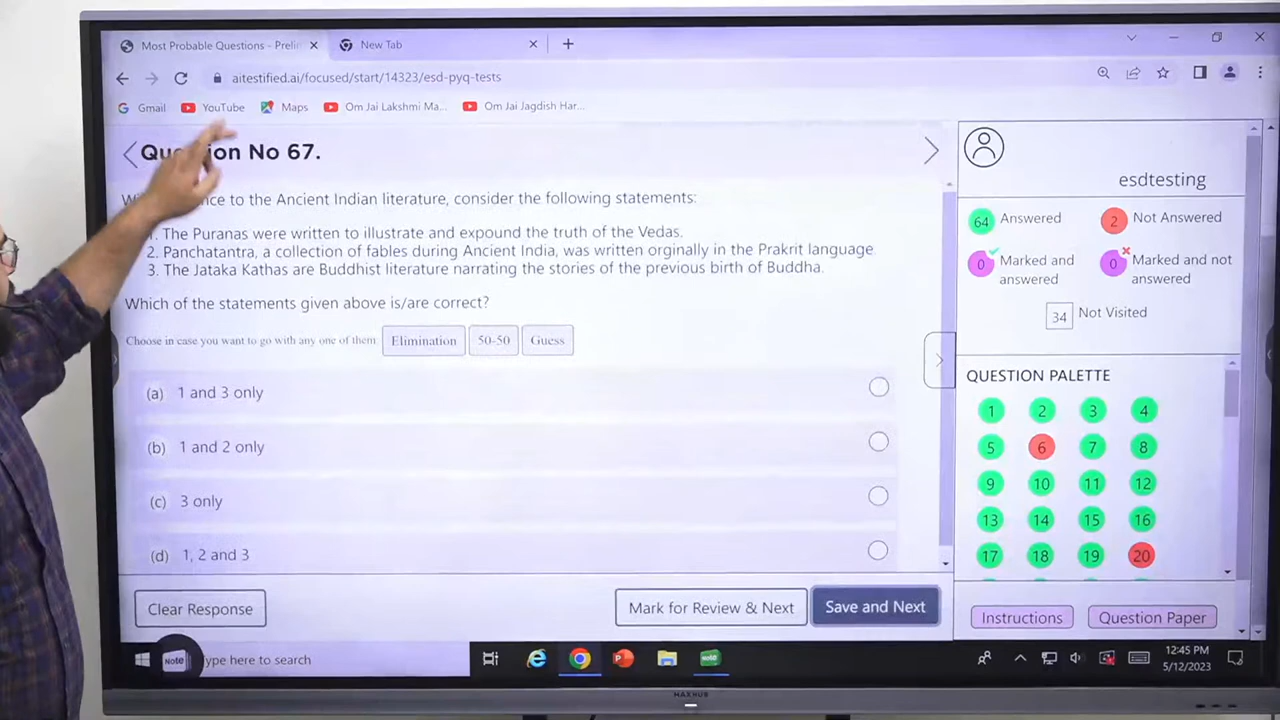 Most Probable Questions - Prelin
New Tab
aitestified.ai/focused/start/14323/esd-pyq-tests
Gmail YouTube Maps Om Jai Lakshmi Ma... Om Jai Jagdish Har...
No 67.
esdtesting
64 Answered 2 Not Answered
0 Marked and answered 0 Marked and not answered
34 Not Visited
to the Ancient Indian literature, consider the following statements:
1. The Puranas were written to illustrate and expound the truth of the Vedas.
2. Panchatantra, a collection of fables during Ancient India, was written orginally in the Prakrit language.
3. The Jataka Kathas are Buddhist literature narrating the stories of the previous birth of Buddha.
Which of the statements given above is/are correct?
Choose in case you want to go with any one of them Elimination 50-50 Guess
(a) 1 and 3 only
(b) 1 and 2 only
(c) 3 only
(d) 1, 2 and 3
QUESTION PALETTE
1 2 3 4
5 6 7 8
9 10 11 12
13 14 15 16
17 18 19 20
Clear Response Mark for Review & Next Save and Next
Instructions Question Paper
Note ype here to search
12:45 PM
5/12/2023
MAXHUB